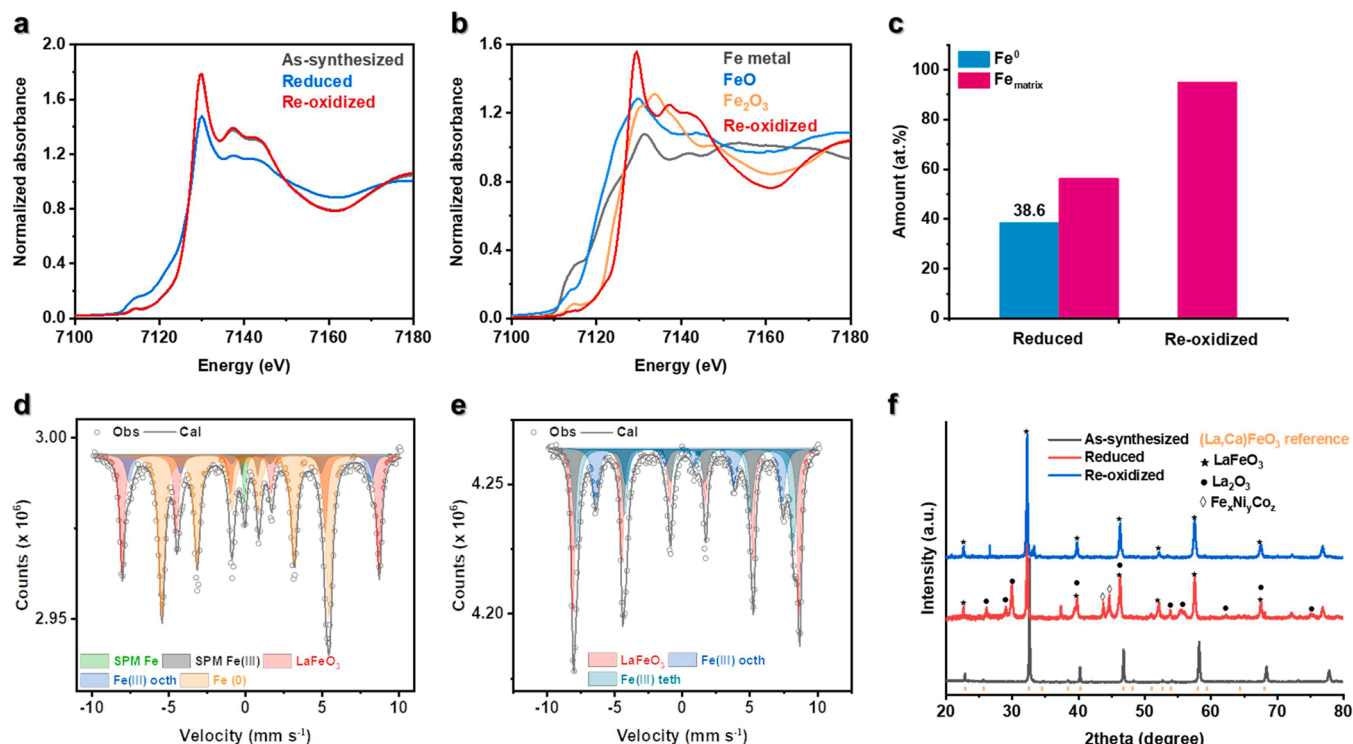 a
2.0
1.6
1.2
0.8
0.4
0.0
Normalized absorbance
As-synthesized
Reduced
Re-oxidized
7100 7120 7140 7160 7180
Energy (eV)
b
1.6
1.2
0.8
0.4
0.0
Normalized absorbance
Fe metal
FeO
Fe₂O₃
Re-oxidized
7100 7120 7140 7160 7180
Energy (eV)
c
Fe⁰
Fe_matrix
100
80
60
40
20
0
Amount (at.%)
38.6
Reduced Re-oxidized
d
Obs Cal
3.00
2.95
Counts (x 10⁶)
SPM Fe SPM Fe(III) LaFeO₃
Fe(III) octh Fe (0)
-10 -5 0 5 10
Velocity (mm s⁻¹)
e
Obs Cal
4.25
4.20
Counts (x 10⁶)
LaFeO₃ Fe(III) octh
Fe(III) teth
-10 -5 0 5 10
Velocity (mm s⁻¹)
f
As-synthesized (La,Ca)FeO₃ reference
Reduced ★ LaFeO₃
Re-oxidized ● La₂O₃
◊ FeₓNiᵧCo_z
Intensity (a.u.)
20 30 40 50 60 70 80
2theta (degree)